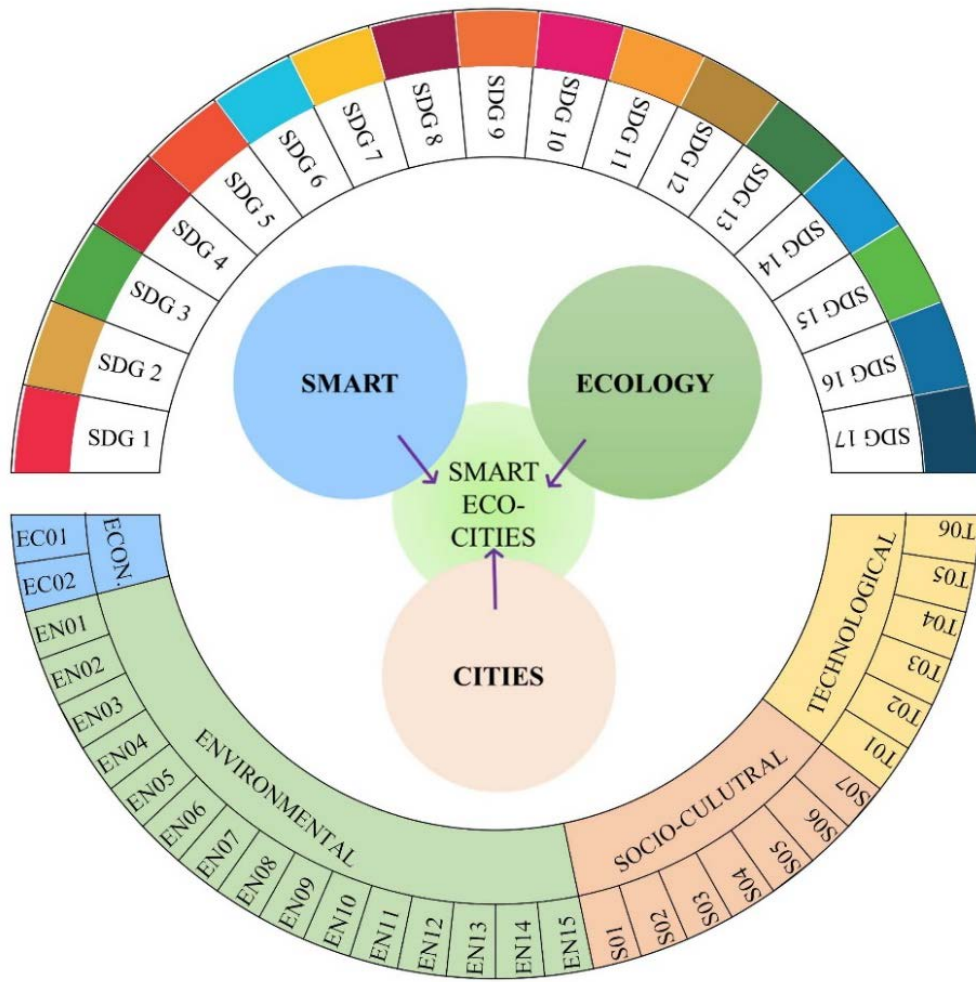 SDG 1
SDG 2
SDG 3
SDG 4
SDG 5
SDG 6
SDG 7
SDG 8
SDG 9
SDG 10
SDG 11
SDG 12
SDG 13
SDG 14
SDG 15
SDG 16
SDG 17
SMART
ECOLOGY
SMART
ECO-
CITIES
CITIES
ECON.
EC01
EC02
ENVIRONMENTAL
EN01
EN02
EN03
EN04
EN05
EN06
EN07
EN08
EN09
EN10
EN11
EN12
EN13
EN14
EN15
SOCIO-CULUTRAL
S01
S02
S03
S04
S05
S06
S07
TECHNOLOGICAL
T01
T02
T03
T04
T05
T06